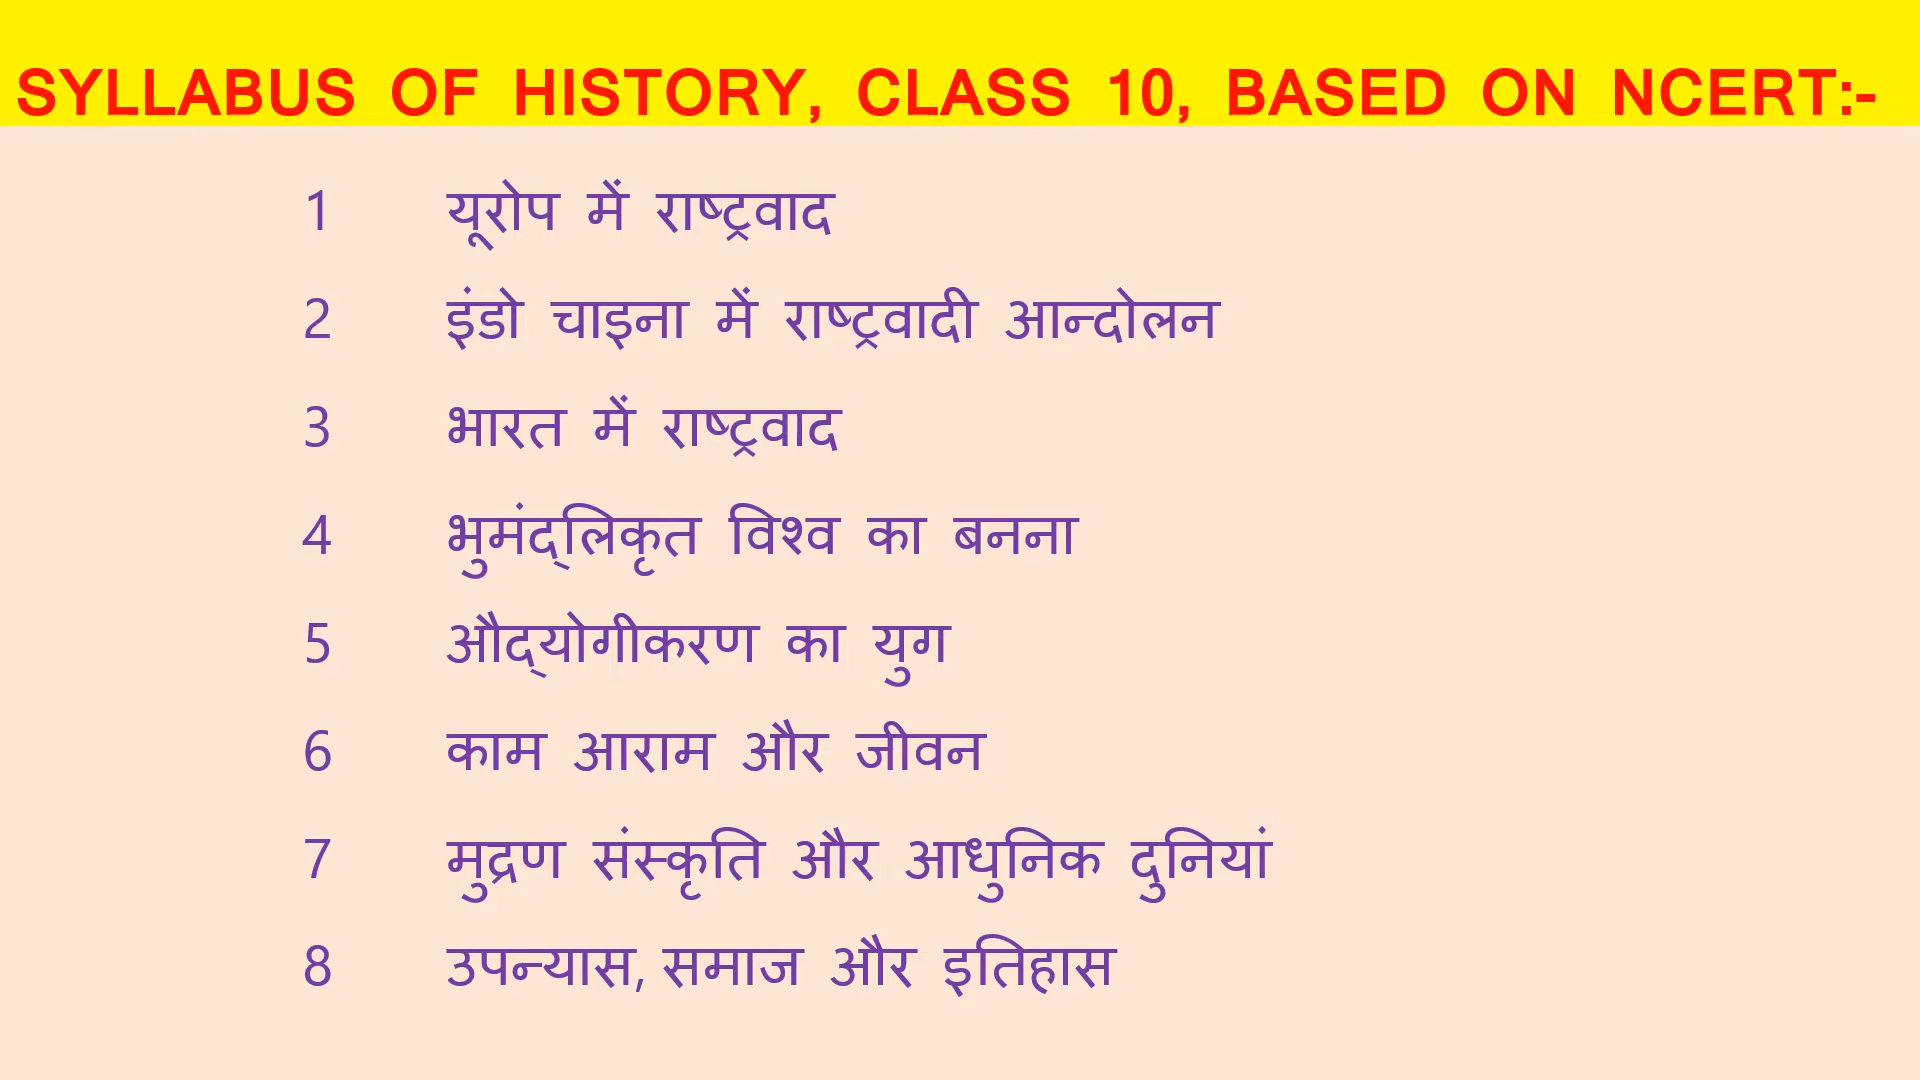 SYLLABUS OF HISTORY, CLASS 10, BASED ON NCERT:-
1 यूरोप में राष्ट्रवाद
2 इंडो चाइना में राष्ट्रवादी आन्दोलन
3 भारत में राष्ट्रवाद
4 भुमंद्लिकृत विश्व का बनना
5 औद्योगीकरण का युग
6 काम आराम और जीवन
7 मुद्रण संस्कृति और आधुनिक दुनियां
8 उपन्यास, समाज और इतिहास